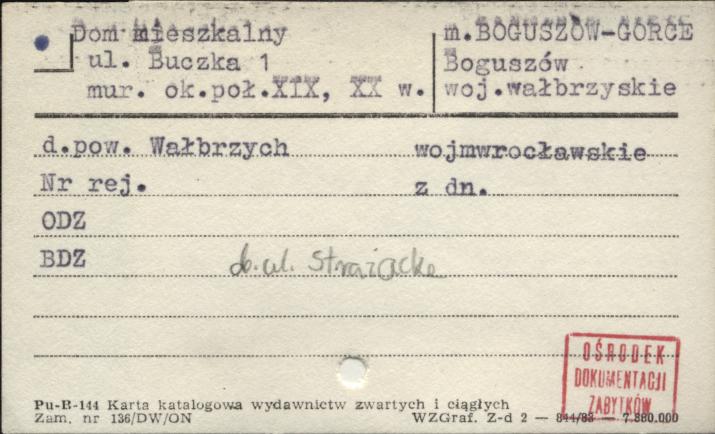 Dom mieszkalny
ul. Buczka 1
mur. ok.poł.XIX, XX w.
m.BOGUSZÓW-GORCE
Boguszów
woj.wałbrzyskie
d.pow. Wałbrzych wojmwrocławskie
Nr rej. z dn.
ODZ
BDZ d. ul. Strażacka
OŚRODEK
DOKUMENTACJI
ZABYTKÓW
Pu-B-144 Karta katalogowa wydawnictw zwartych i ciągłych
Zam. nr 136/DW/ON WZGraf. Z-d 2 — 844/83 — 7.880.000